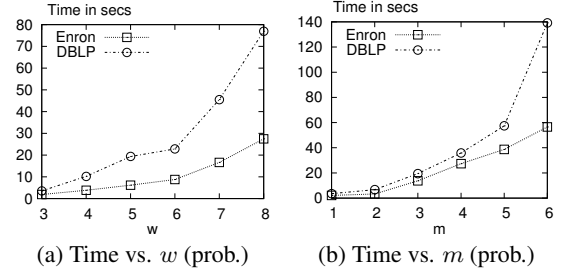 Time in secs
Enron
DBLP
80
70
60
50
40
30
20
10
0
3 4 5 6 7 8
w
(a) Time vs. w (prob.)
Time in secs
Enron
DBLP
140
120
100
80
60
40
20
0
1 2 3 4 5 6
m
(b) Time vs. m (prob.)